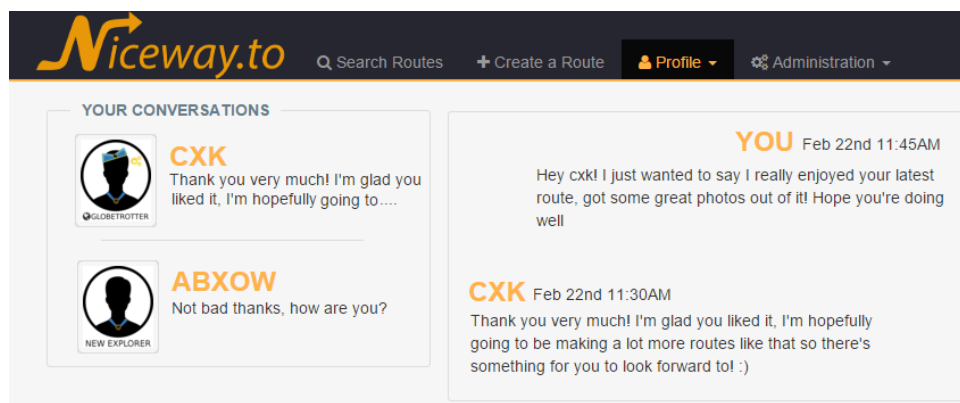 Niceway.to
Search Routes
Create a Route
Profile
Administration
YOUR CONVERSATIONS
CXK
Thank you very much! I'm glad you
liked it, I'm hopefully going to....
GLOBETROTTER
ABXOW
Not bad thanks, how are you?
NEW EXPLORER
YOU Feb 22nd 11:45AM
Hey cxk! I just wanted to say I really enjoyed your latest
route, got some great photos out of it! Hope you're doing
well
CXK Feb 22nd 11:30AM
Thank you very much! I'm glad you liked it, I'm hopefully
going to be making a lot more routes like that so there's
something for you to look forward to! :)